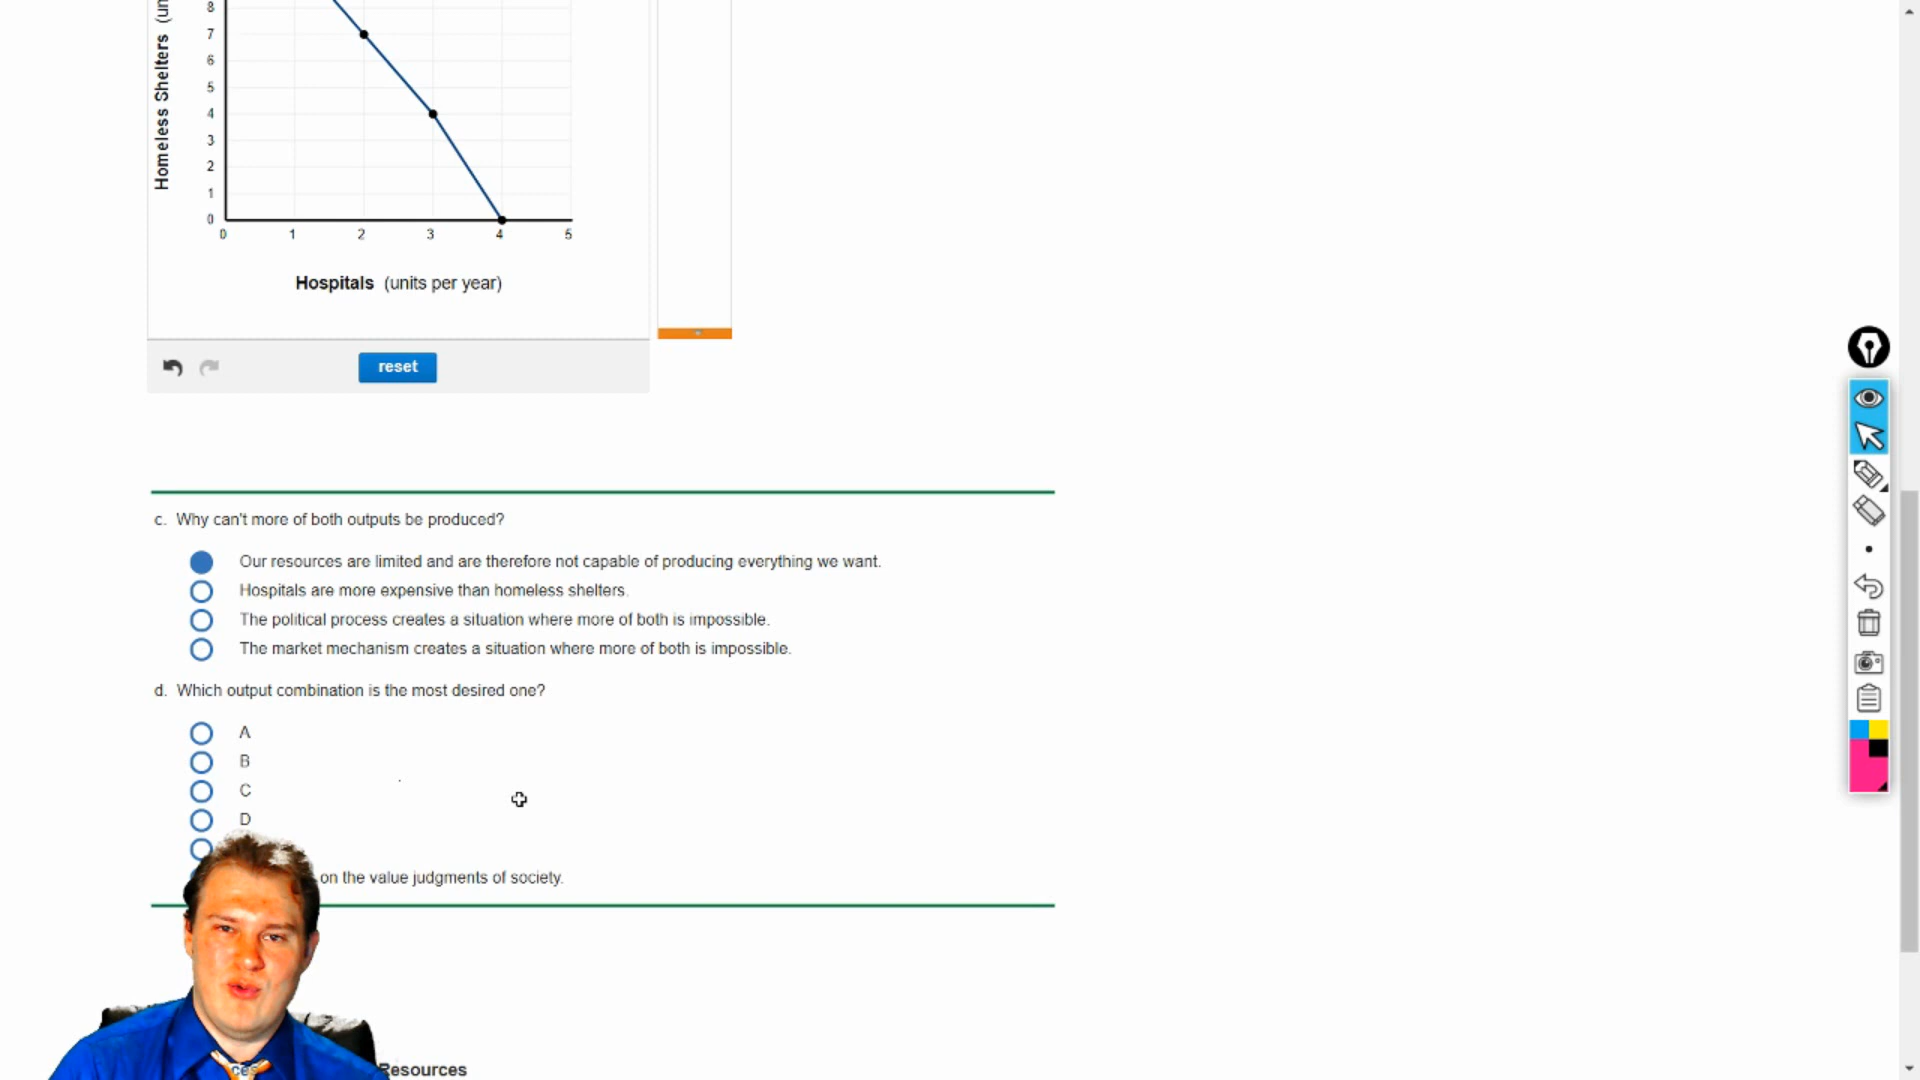 8
7
6
5
4
3
2
1
0
Homeless Shelters
0 1 2 3 4 5
Hospitals (units per year)
reset
c. Why can't more of both outputs be produced?
Our resources are limited and are therefore not capable of producing everything we want.
Hospitals are more expensive than homeless shelters.
The political process creates a situation where more of both is impossible.
The market mechanism creates a situation where more of both is impossible.
d. Which output combination is the most desired one?
A
B
C
D
on the value judgments of society.
Resources